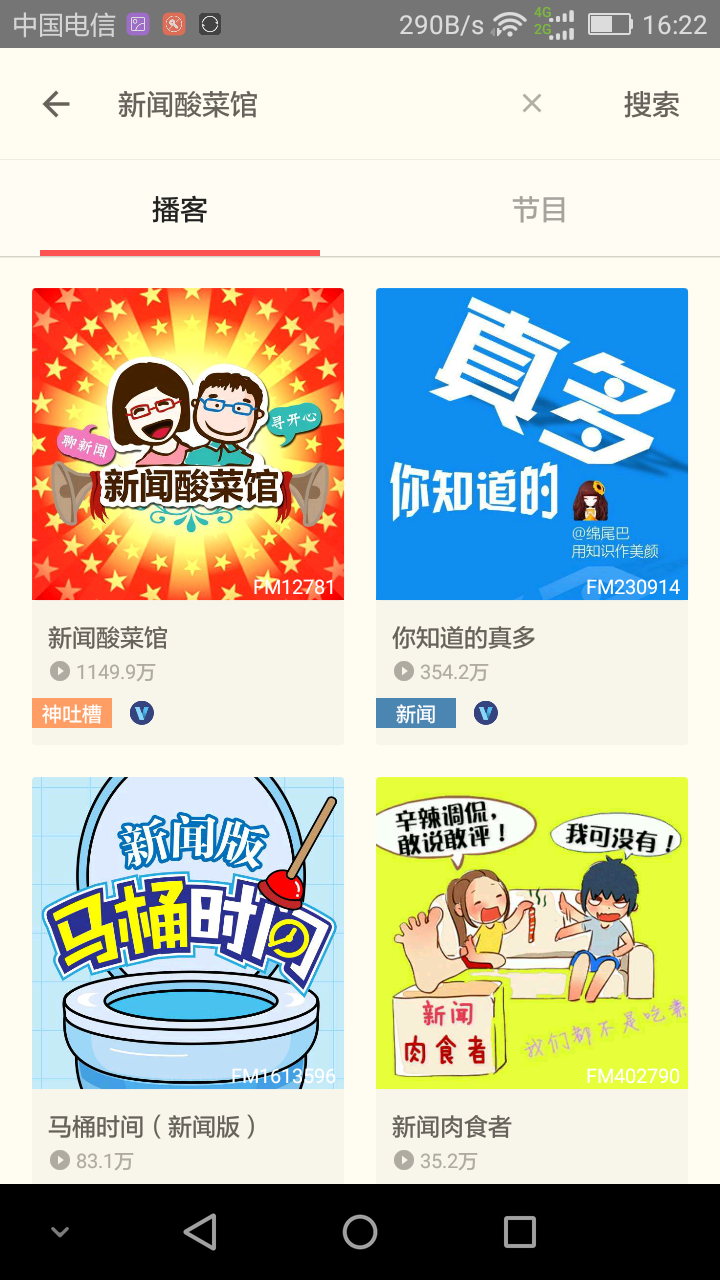 中国电信 290B/s 4G 2G 16:22
新闻酸菜馆 × 搜索
播客 节目
聊新闻
寻开心
新闻酸菜馆
FM12781
真多
你知道的
@绵尾巴
用知识作美颜
FM230914
新闻酸菜馆
1149.9万
神吐槽 V
你知道的真多
354.2万
新闻 V
新闻版
马桶时间
FM1613596
辛辣调侃，
敢说敢评！
我可没有！
新闻
肉食者
我们都不是吃素
FM402790
马桶时间（新闻版）
83.1万
新闻肉食者
35.2万